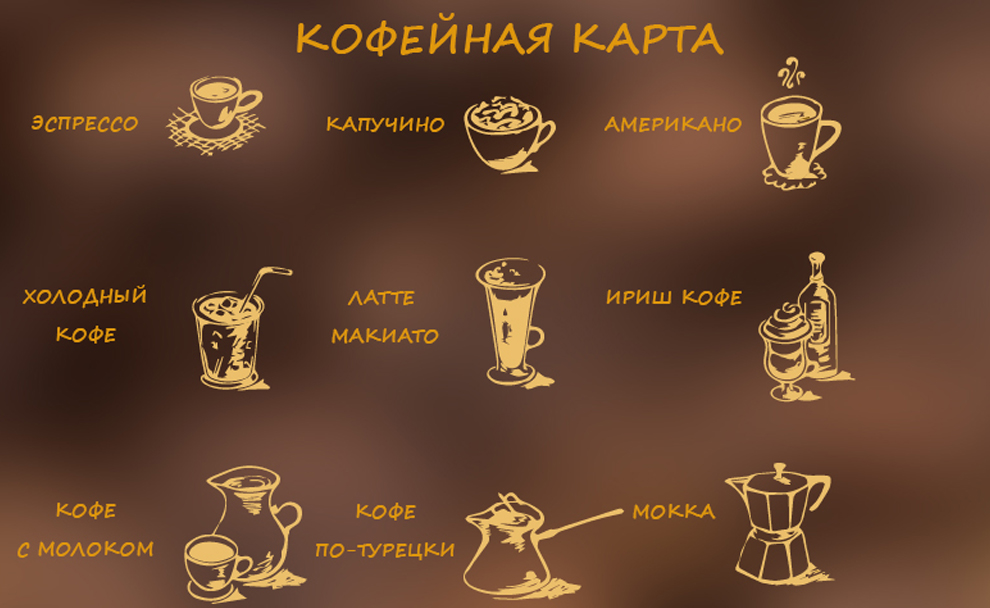 КОФЕЙНАЯ КАРТА
ЭСПРЕССО
КАПУЧИНО
АМЕРИКАНО
ХОЛОДНЫЙ
КОФЕ
ЛАТТЕ
МАКИАТО
ИРИШ КОФЕ
КОФЕ
С МОЛОКОМ
КОФЕ
ПО-ТУРЕЦКИ
МОККА